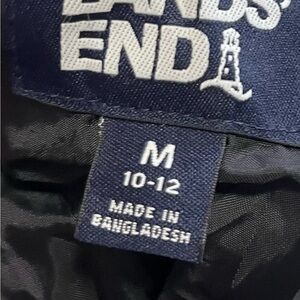 LANDS'
END
M
10-12
MADE IN
BANGLADESH